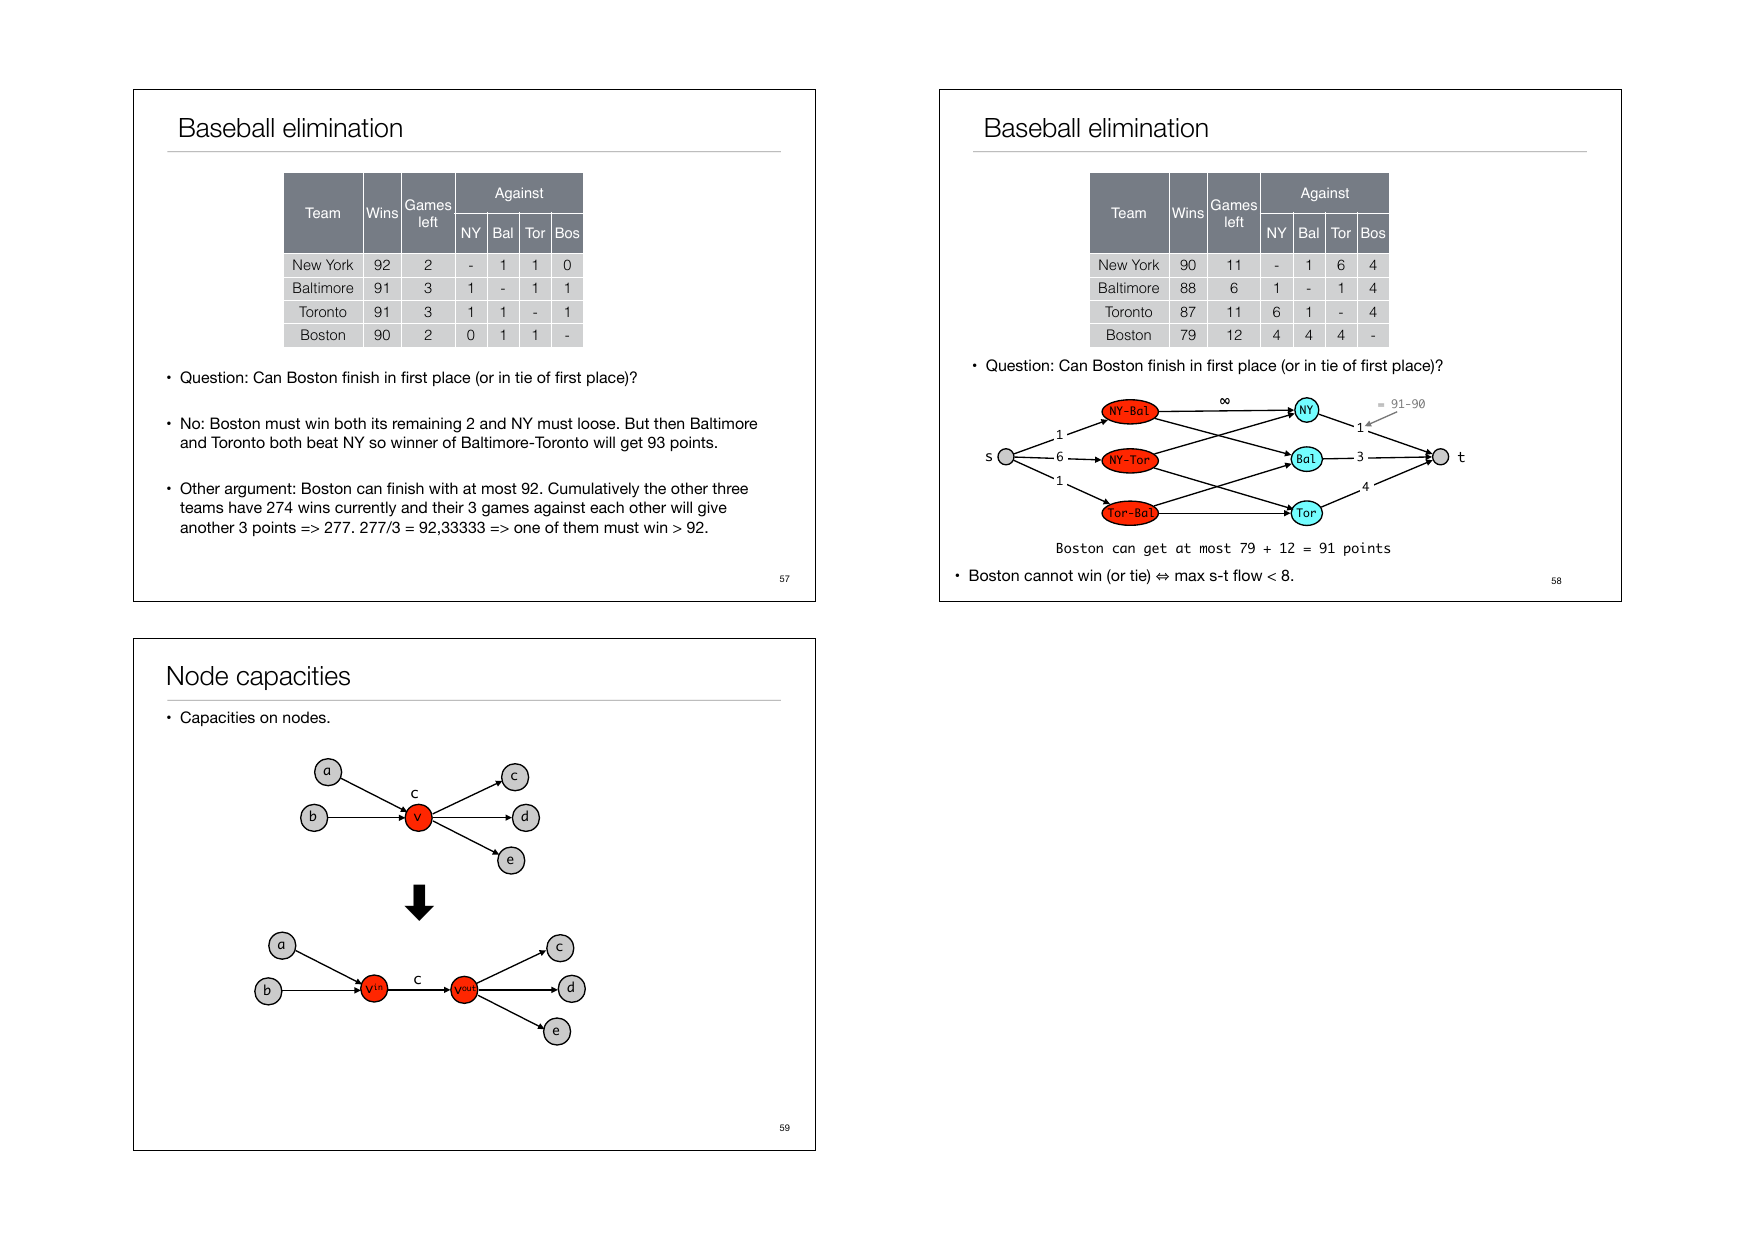 Baseball elimination
Team Wins Games left Against
NY Bal Tor Bos
New York 92 2 - 1 1 0
Baltimore 91 3 1 - 1 1
Toronto 91 3 1 1 - 1
Boston 90 2 0 1 1 -
• Question: Can Boston finish in first place (or in tie of first place)?
• No: Boston must win both its remaining 2 and NY must loose. But then Baltimore
and Toronto both beat NY so winner of Baltimore-Toronto will get 93 points.
• Other argument: Boston can finish with at most 92. Cumulatively the other three
teams have 274 wins currently and their 3 games against each other will give
another 3 points => 277. 277/3 = 92,33333 => one of them must win > 92.
57
Baseball elimination
Team Wins Games left Against
NY Bal Tor Bos
New York 90 11 - 1 6 4
Baltimore 88 6 1 - 1 4
Toronto 87 11 6 1 - 4
Boston 79 12 4 4 4 -
• Question: Can Boston finish in first place (or in tie of first place)?
∞
NY-Bal NY = 91-90
1 1
s 6 NY-Tor Bal 3 t
1 4
Tor-Bal Tor
Boston can get at most 79 + 12 = 91 points
• Boston cannot win (or tie) ⇔ max s-t flow < 8.
58
Node capacities
• Capacities on nodes.
a c
c
b v d
e
a c
c
b vin vout d
e
59